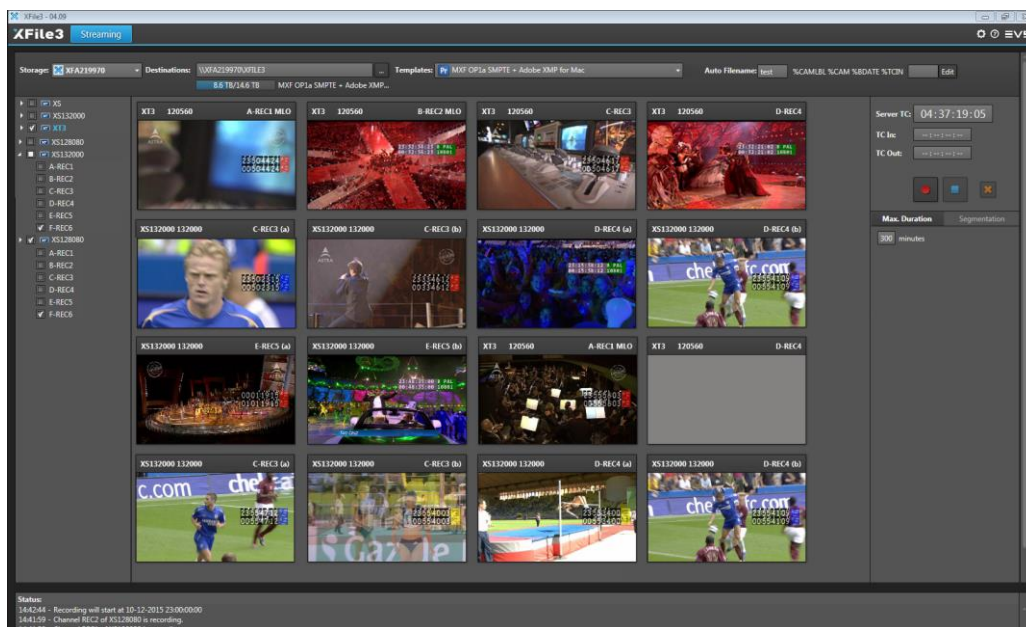 XFile3 - 04.09
XFile3 Streaming EVS
Storage: XFA219970 Destinations: \\XFA219970\XFILE3 ... Templates: Pr MXF OP1a SMPTE + Adobe XMP for Mac Auto Filename: test %CAMLBL %CAM %8DATE %TCIN Edit
8.6 TB/14.6 TB MXF OP1a SMPTE + Adobe XMP...
XS
XS132000
XT3
XS128080
XS132000
A-REC1
B-REC2
C-REC3
D-REC4
E-REC5
F-REC6
XS128080
A-REC1
B-REC2
C-REC3
D-REC4
E-REC5
F-REC6
XT3 120560 A-REC1 MLO
XT3 120560 B-REC2 MLO
XT3 120560 C-REC3
XT3 120560 D-REC4
XS132000 132000 C-REC3 (a)
XS132000 132000 C-REC3 (b)
XS132000 132000 D-REC4 (a)
XS132000 132000 D-REC4 (b)
XS132000 132000 E-REC5 (a)
XS132000 132000 E-REC5 (b)
XT3 120560 A-REC1 MLO
XT3 120560 D-REC4
XS132000 132000 C-REC3 (a)
XS132000 132000 C-REC3 (b)
XS132000 132000 D-REC4 (a)
XS132000 132000 D-REC4 (b)
Server TC: 04:37:19:05
TC In: --:--:--:--
TC Out: --:--:--:--
Max. Duration Segmentation
300 minutes
Status:
14:42:44 - Recording will start at 10-12-2015 23:00:00:00
14:41:59 - Channel REC2 of XS128080 is recording.